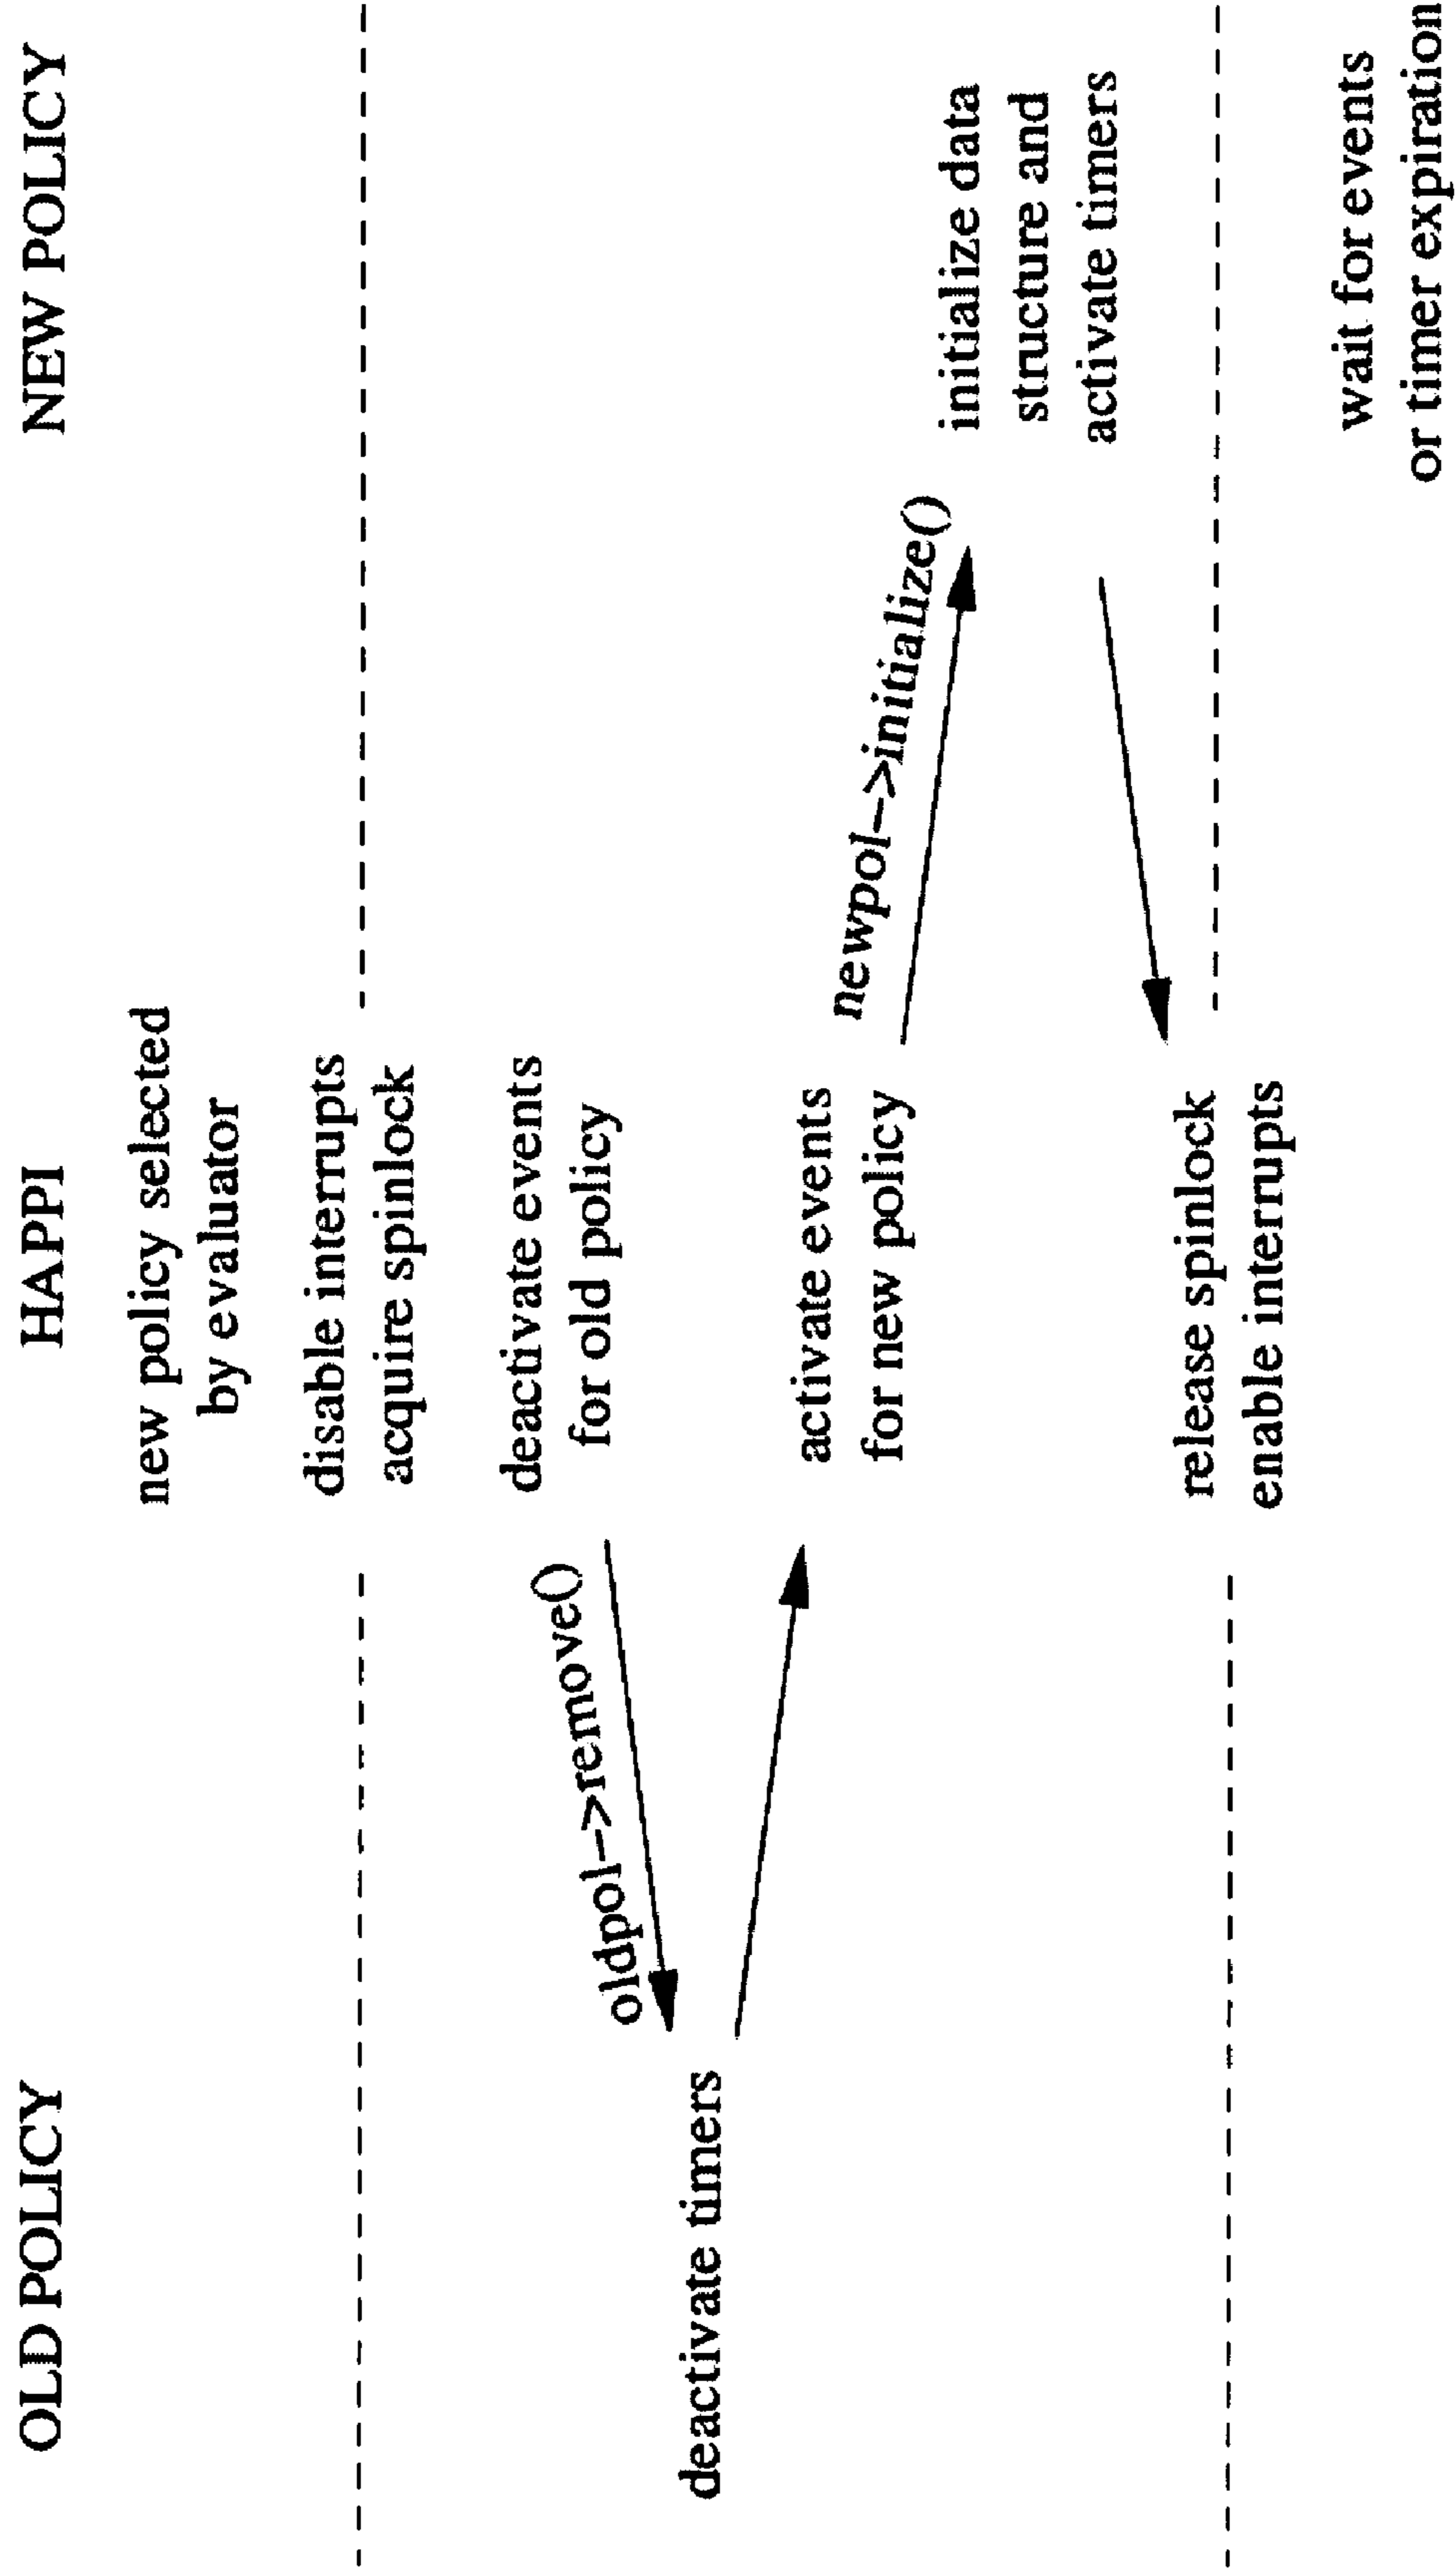 OLD POLICY
HAPPI
NEW POLICY
new policy selected
by evaluator
disable interrupts
acquire spinlock
deactivate events
for old policy
oldpol–>remove()
deactivate timers
activate events
for new policy
newpol–>initialize()
initialize data
structure and
activate timers
release spinlock
enable interrupts
wait for events
or timer expiration